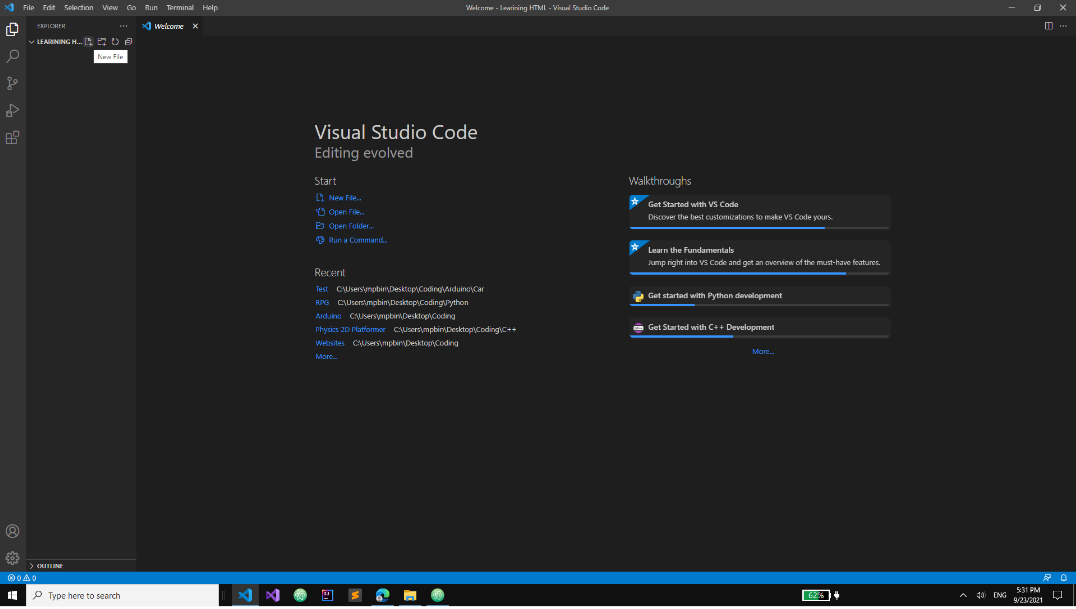 File Edit Selection View Go Run Terminal Help
Welcome - Learining HTML - Visual Studio Code
EXPLORER
Welcome
LEARINING H...
New File
Visual Studio Code
Editing evolved
Start
New File...
Open File...
Open Folder...
Run a Command...
Recent
Test C:\Users\mpbin\Desktop\Coding\Arduino\Car
RPG C:\Users\mpbin\Desktop\Coding\Python
Arduino C:\Users\mpbin\Desktop\Coding
Physics 2D Platformer C:\Users\mpbin\Desktop\Coding\C++
Websites C:\Users\mpbin\Desktop\Coding
More...
Walkthroughs
Get Started with VS Code
Discover the best customizations to make VS Code yours.
Learn the Fundamentals
Jump right into VS Code and get an overview of the must-have features.
Get started with Python development
Get Started with C++ Development
More...
OUTLINE
0 0
Type here to search
62%
ENG
5:31 PM
9/23/2021